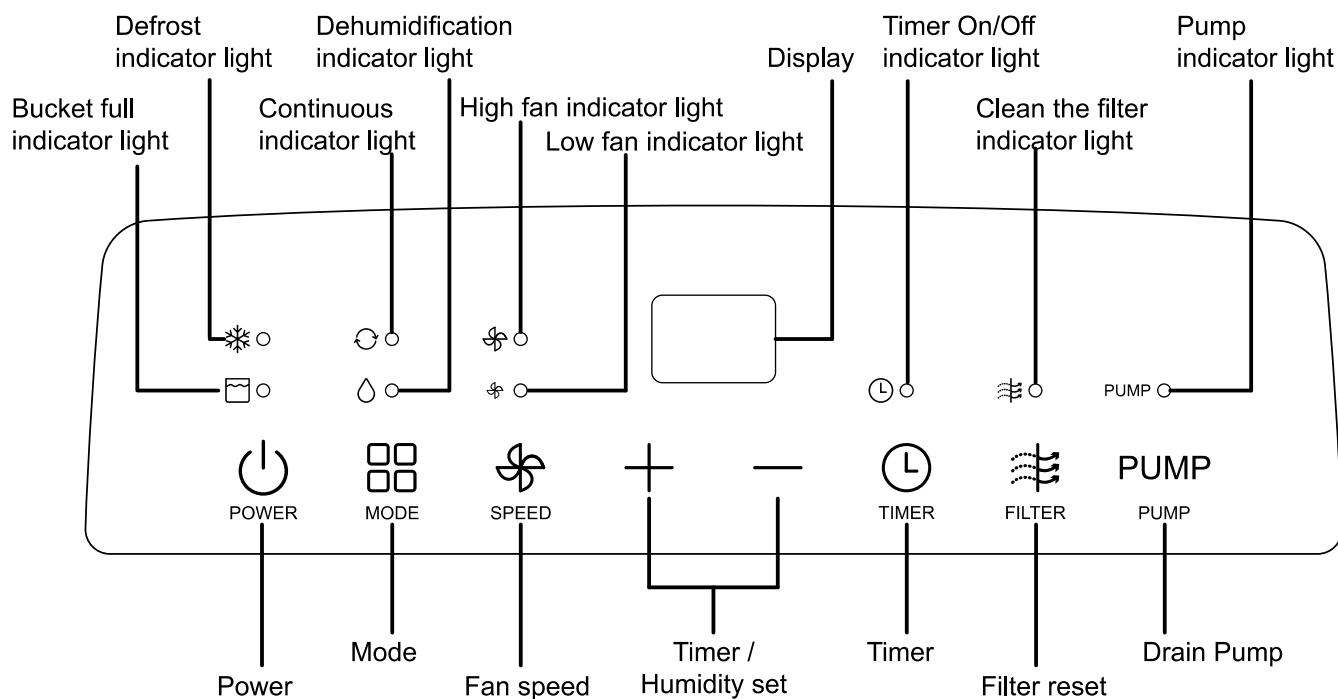 Defrost
indicator light
Dehumidification
indicator light
Display
Timer On/Off
indicator light
Pump
indicator light
Bucket full
indicator light
Continuous
indicator light
High fan indicator light
Low fan indicator light
Clean the filter
indicator light
PUMP
PUMP
POWER
MODE
SPEED
TIMER
FILTER
PUMP
Power
Mode
Fan speed
Timer /
Humidity set
Timer
Filter reset
Drain Pump